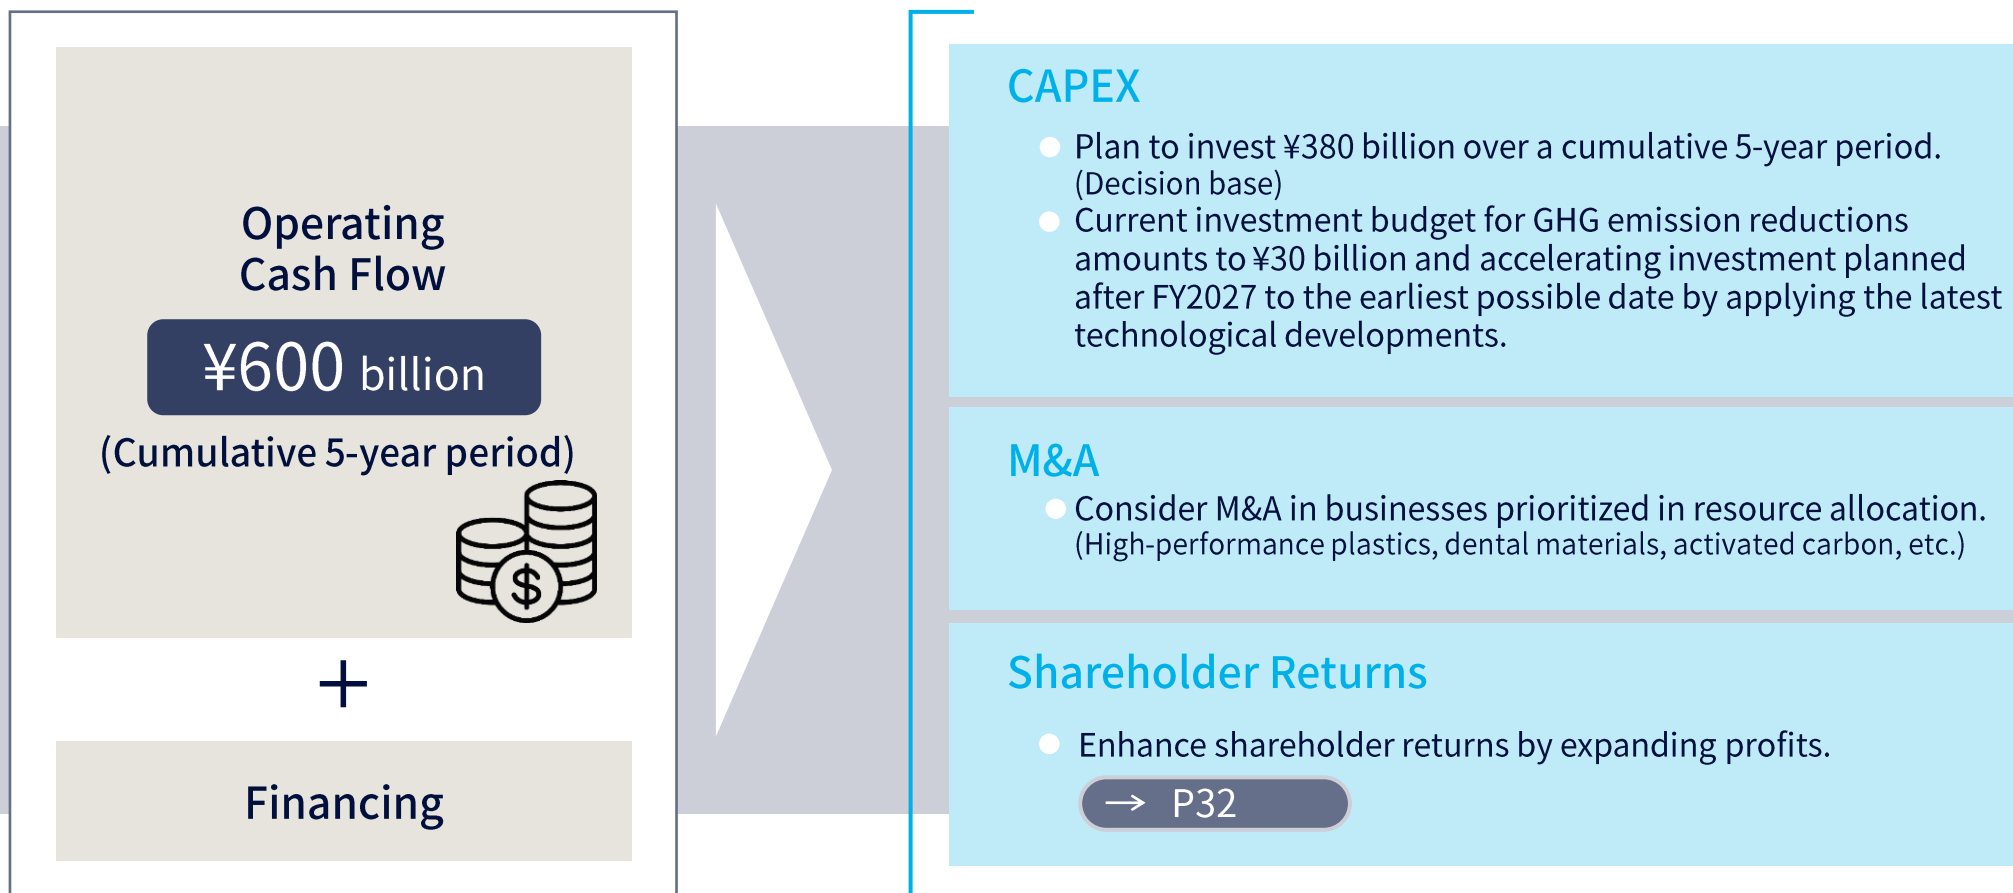 Operating
Cash Flow
¥600 billion
(Cumulative 5-year period)
$
+
Financing
CAPEX
Plan to invest ¥380 billion over a cumulative 5-year period.
(Decision base)
Current investment budget for GHG emission reductions
amounts to ¥30 billion and accelerating investment planned
after FY2027 to the earliest possible date by applying the latest
technological developments.
M&A
Consider M&A in businesses prioritized in resource allocation.
(High-performance plastics, dental materials, activated carbon, etc.)
Shareholder Returns
Enhance shareholder returns by expanding profits.
→ P32